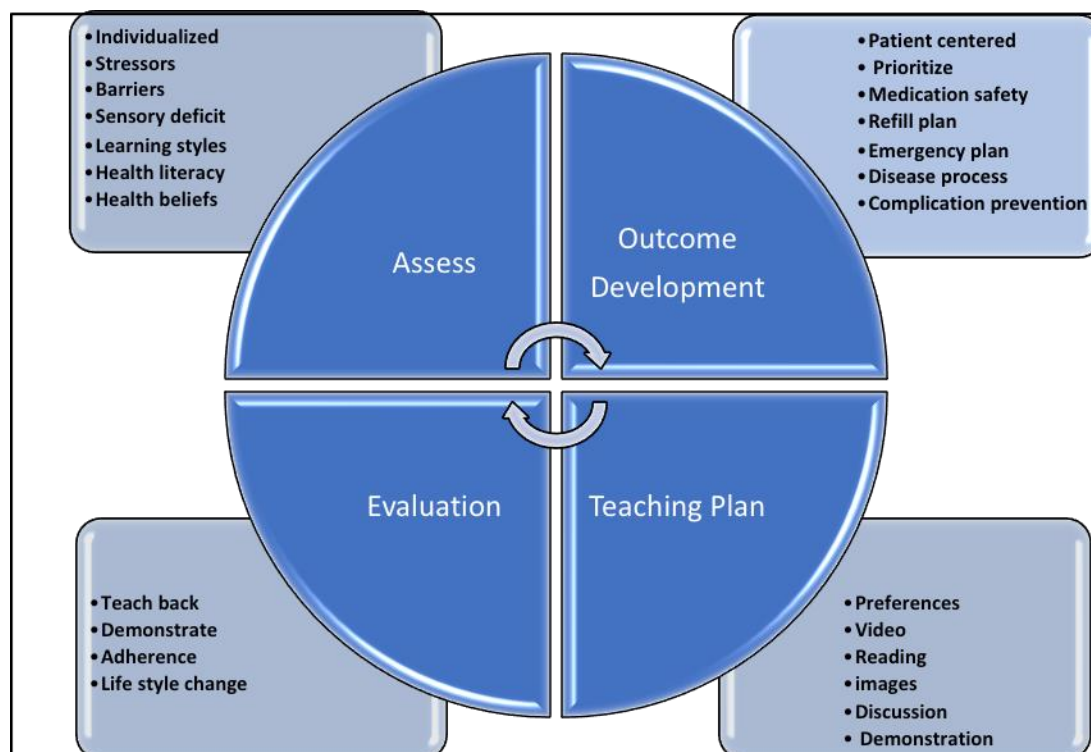 • Individualized
• Stressors
• Barriers
• Sensory deficit
• Learning styles
• Health literacy
• Health beliefs
• Patient centered
• Prioritize
• Medication safety
• Refill plan
• Emergency plan
• Disease process
• Complication prevention
Assess
Outcome
Development
Evaluation
Teaching Plan
• Teach back
• Demonstrate
• Adherence
• Life style change
• Preferences
• Video
• Reading
• images
• Discussion
• Demonstration